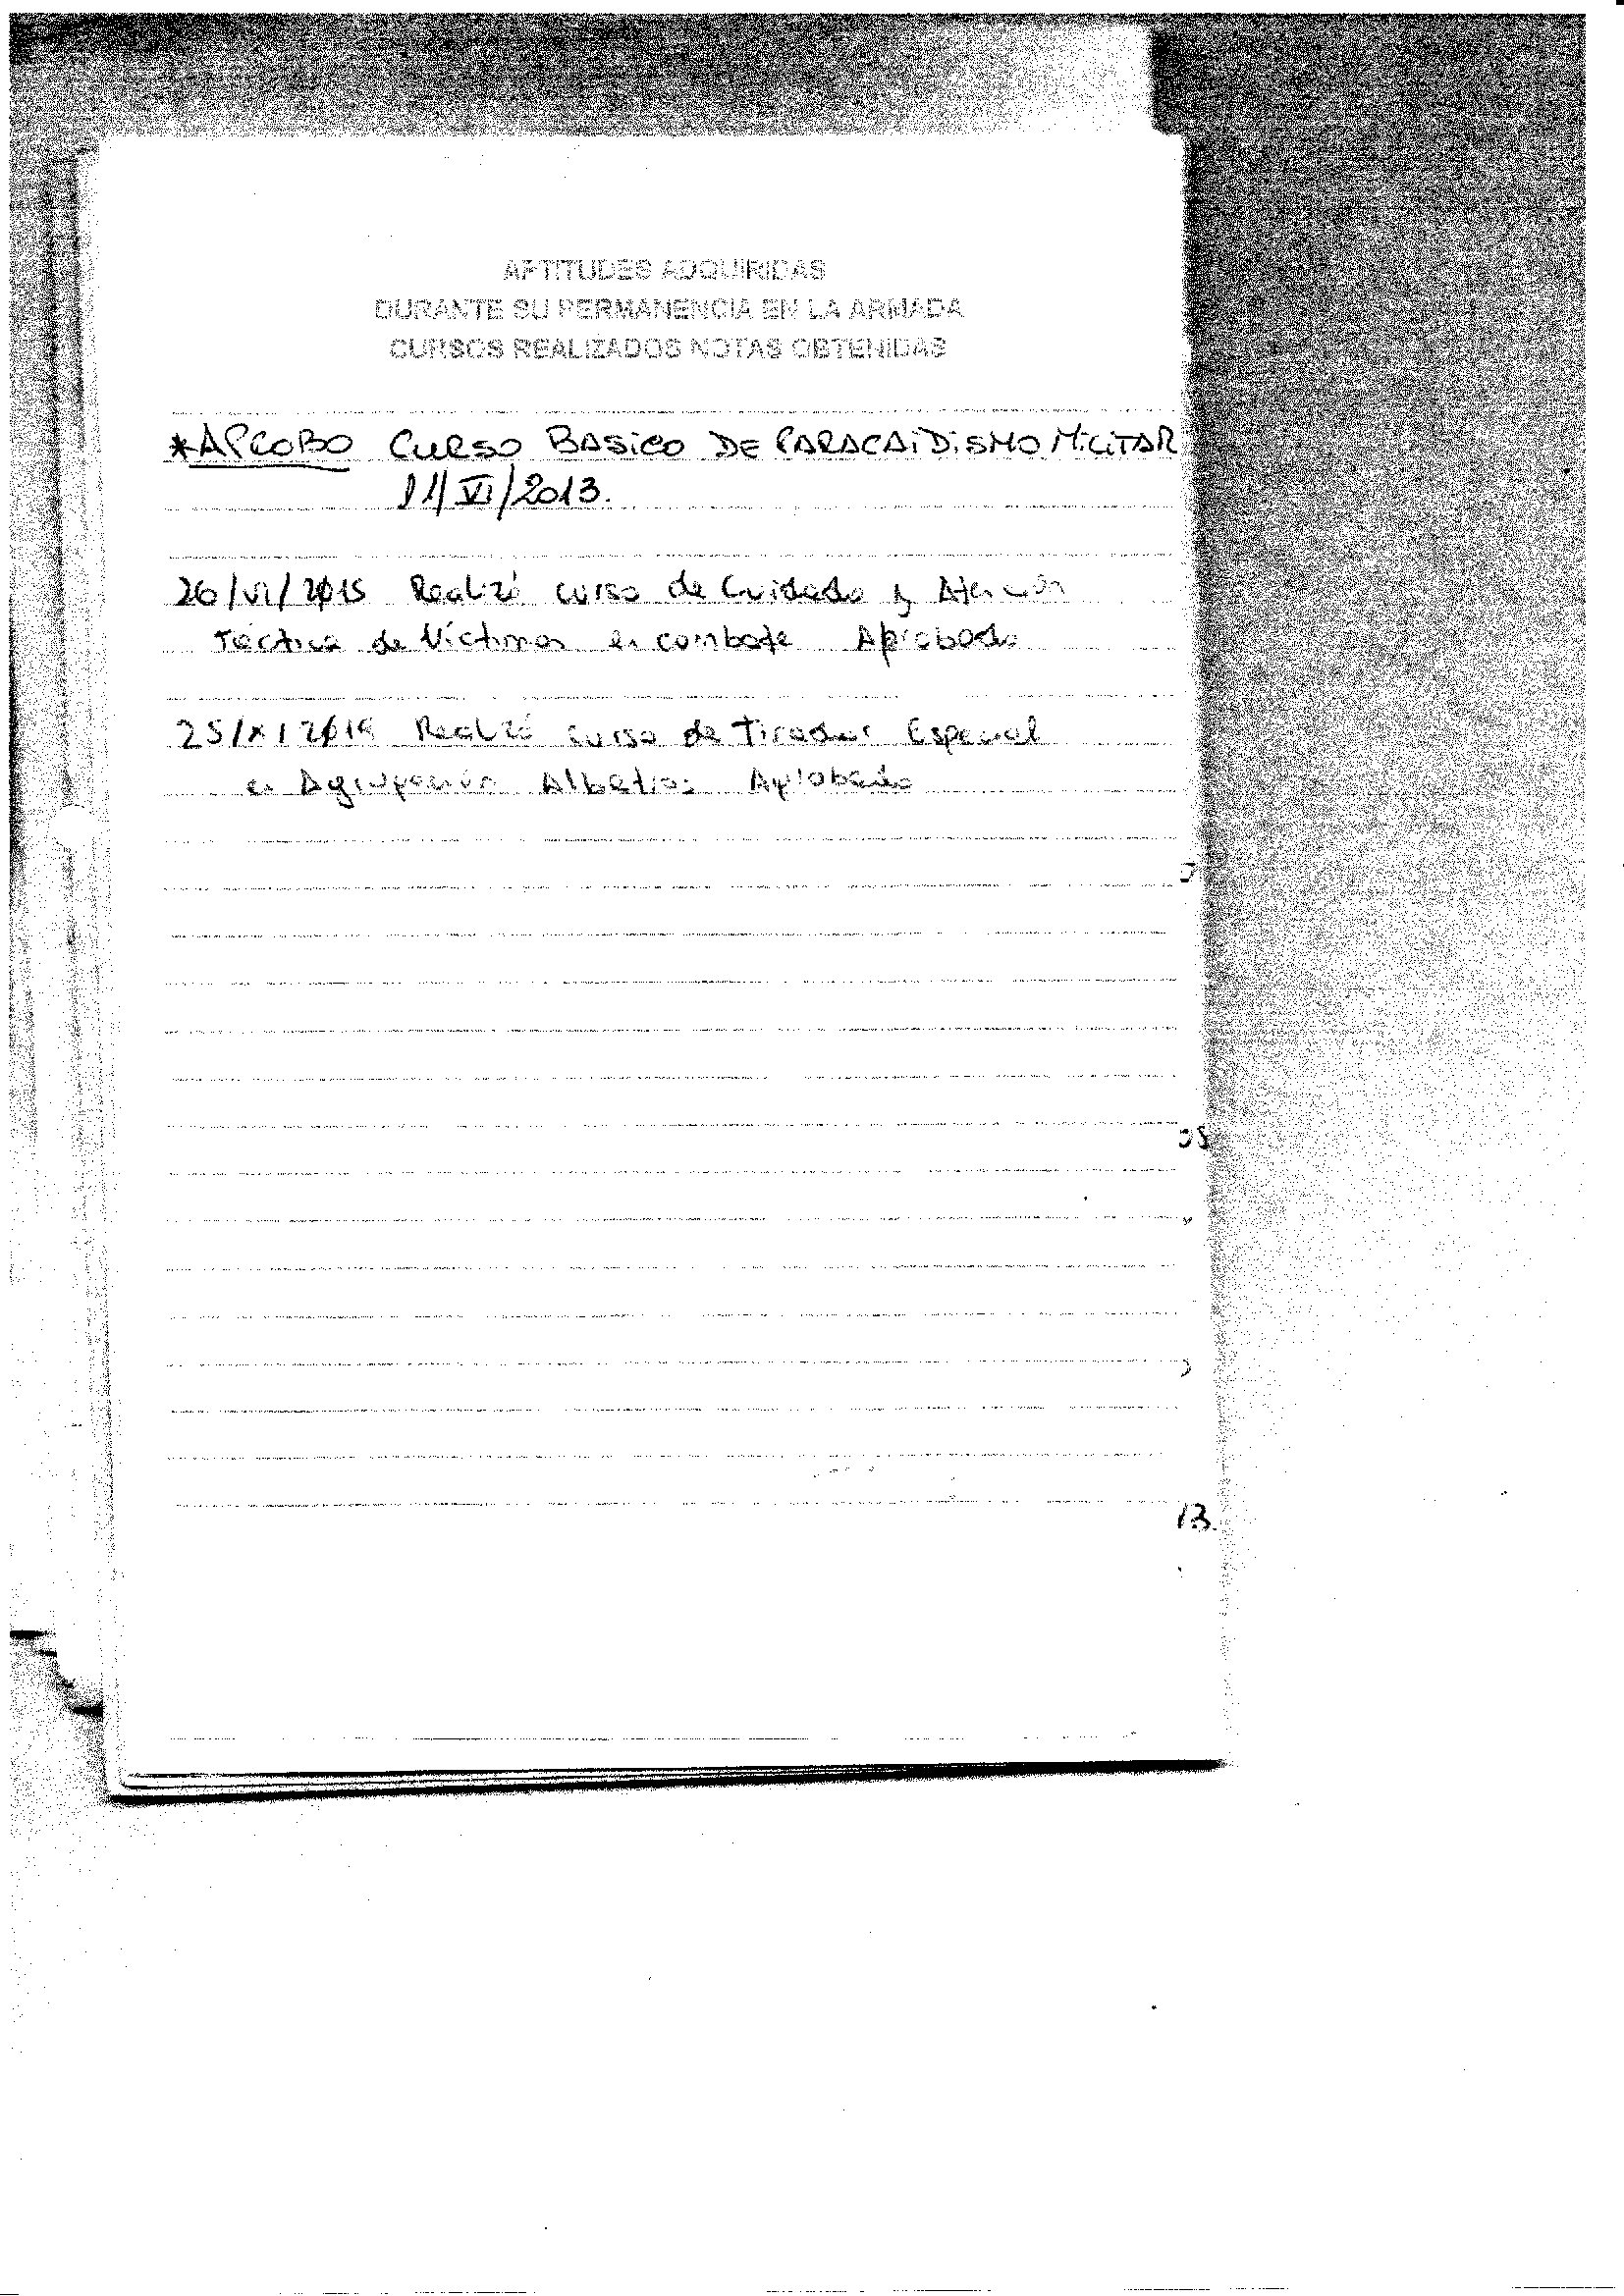 APTITUDES ADQUIRIDAS
DURANTE SU PERMANENCIA EN LA ARMADA
CURSOS REALIZADOS NOTAS OBTENIDAS
*APROBO CURSO BASICO DE PARACAIDISMO MILITAR
11/VI/2013.
26/VI/2015 Realizó curso de Cuidado y Atención
Táctica de Víctimas en combate Aprobado
25/X/2019 Realizó curso de Tirador Especial
en Agrupación Albatros Aprobado
13.